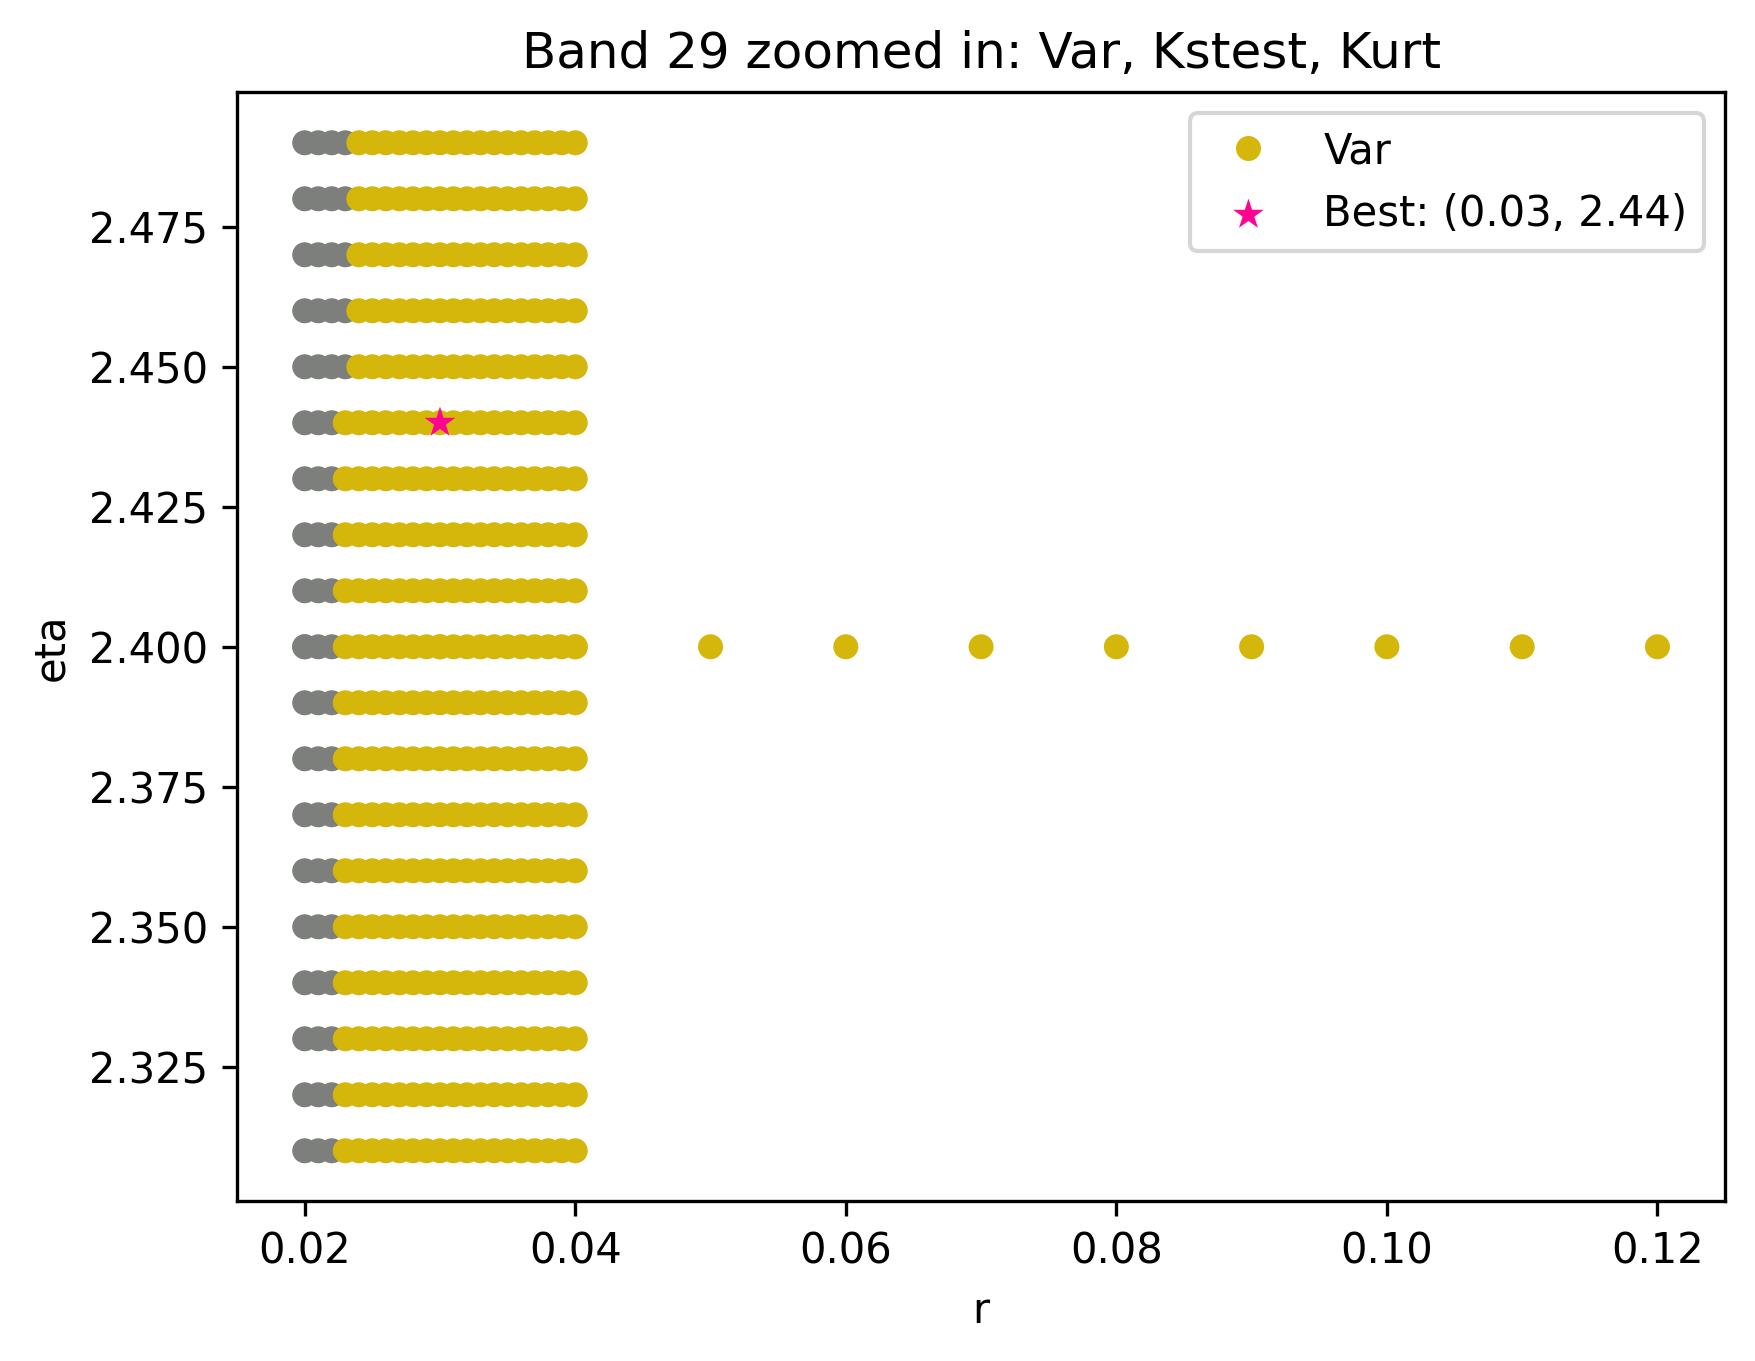 Band 29 zoomed in: Var, Kstest, Kurt
Var
Best: (0.03, 2.44)
2.475
2.450
2.425
2.400
2.375
2.350
2.325
eta
0.02 0.04 0.06 0.08 0.10 0.12
r